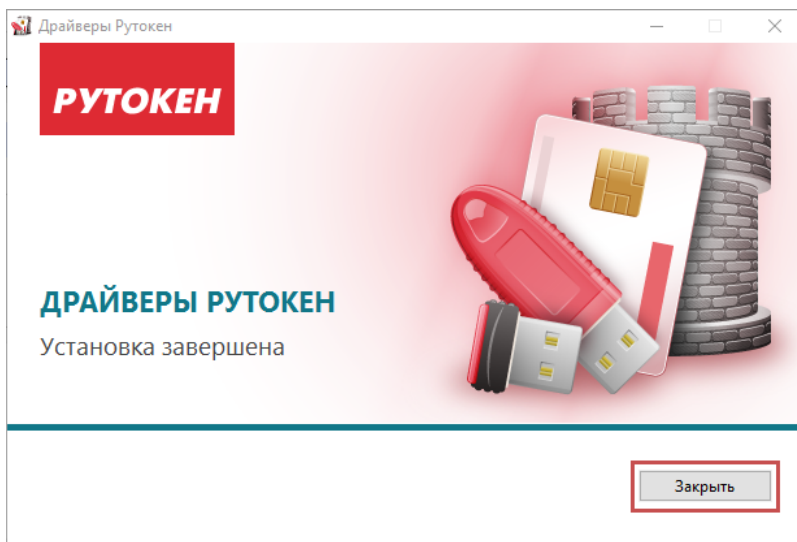 Драйверы Рутокен
РУТОКЕН
ДРАЙВЕРЫ РУТОКЕН
Установка завершена
Закрыть